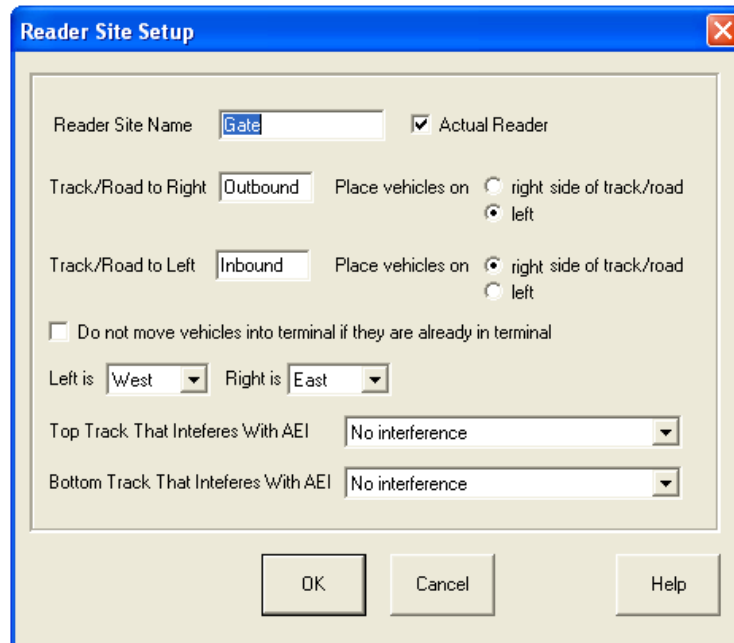 Reader Site Setup
Reader Site Name Gate Actual Reader
Track/Road to Right Outbound Place vehicles on right side of track/road
left
Track/Road to Left Inbound Place vehicles on right side of track/road
left
Do not move vehicles into terminal if they are already in terminal
Left is West Right is East
Top Track That Inteferes With AEI No interference
Bottom Track That Inteferes With AEI No interference
OK Cancel Help